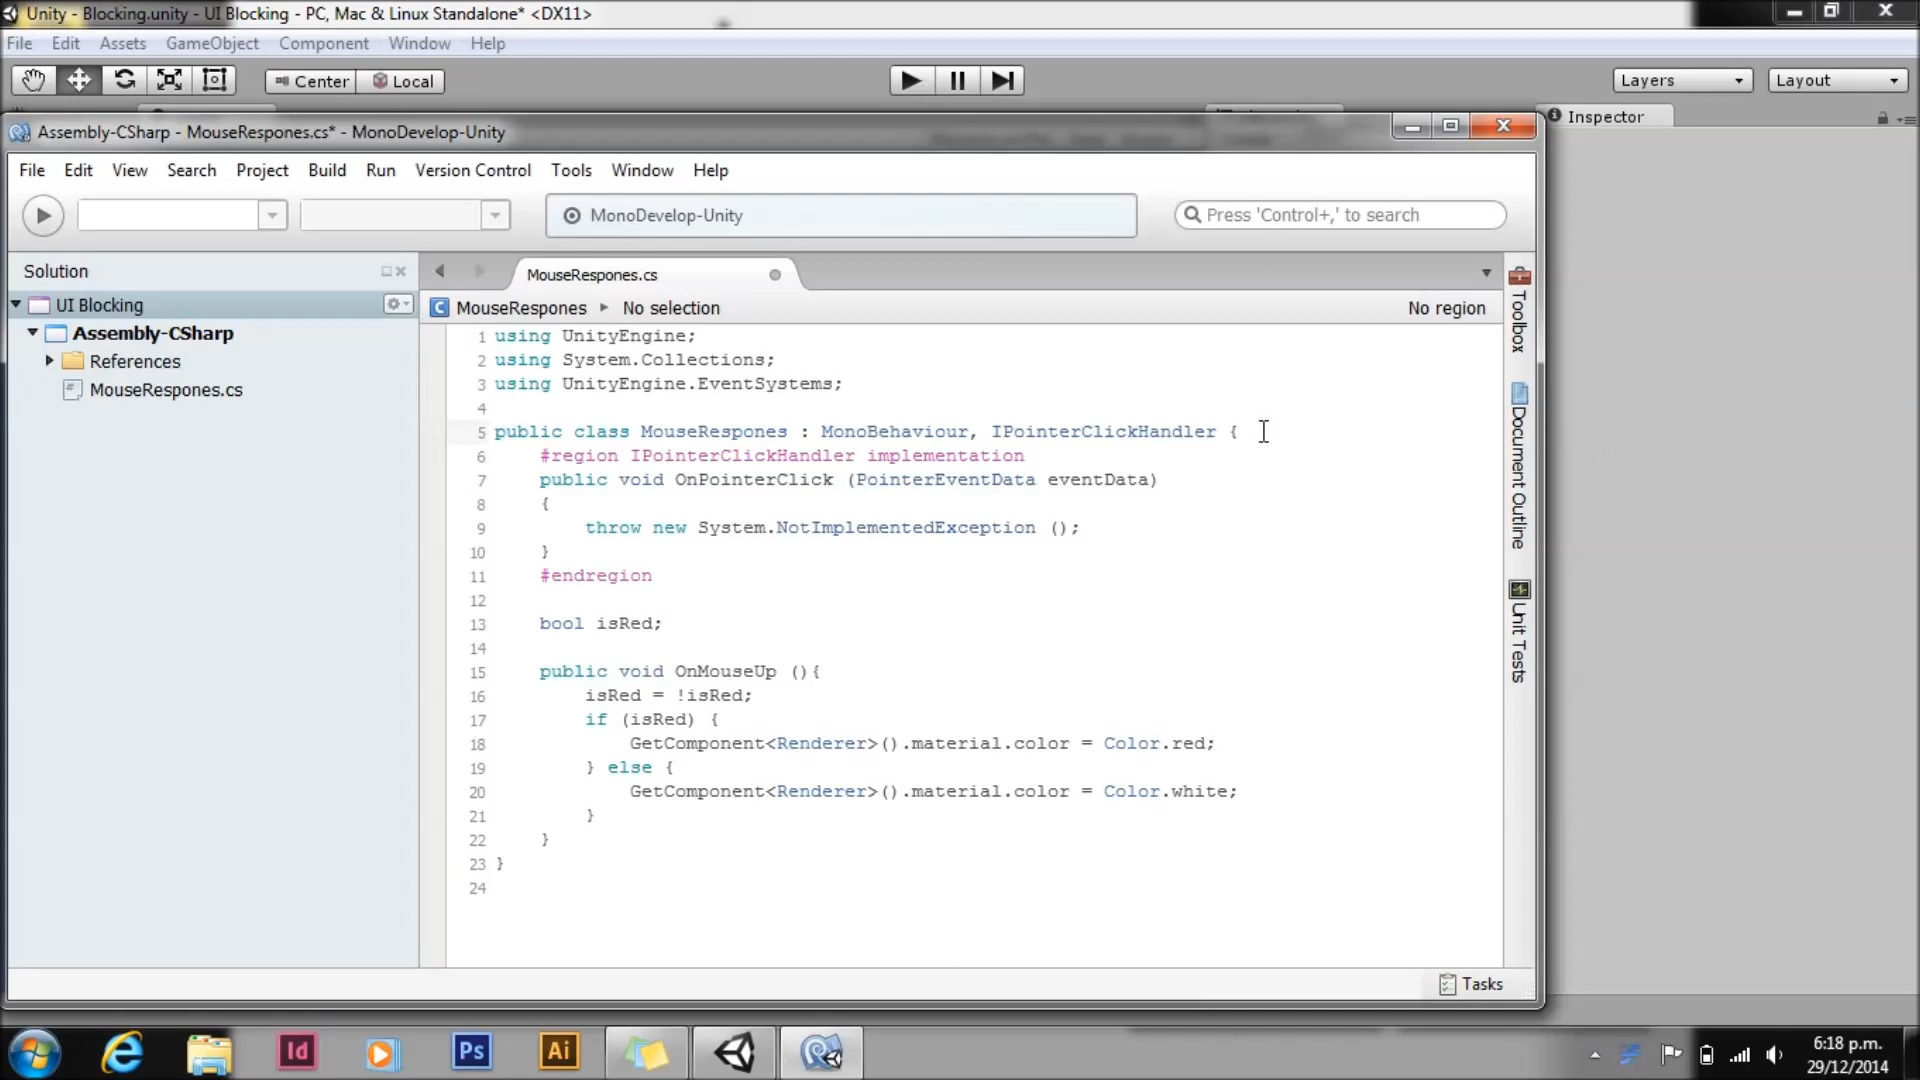 Unity - Blocking.unity - UI Blocking - PC, Mac & Linux Standalone* <DX11>
File Edit Assets GameObject Component Window Help
Center Local Layers Layout
Inspector
Assembly-CSharp - MouseRespones.cs* - MonoDevelop-Unity
File Edit View Search Project Build Run Version Control Tools Window Help
MonoDevelop-Unity Press 'Control+,' to search
Solution
UI Blocking
Assembly-CSharp
References
MouseRespones.cs
MouseRespones.cs
MouseRespones No selection No region
1 using UnityEngine;
2 using System.Collections;
3 using UnityEngine.EventSystems;
4
5 public class MouseRespones : MonoBehaviour, IPointerClickHandler {
6 #region IPointerClickHandler implementation
7 public void OnPointerClick (PointerEventData eventData)
8 {
9 throw new System.NotImplementedException ();
10 }
11 #endregion
12
13 bool isRed;
14
15 public void OnMouseUp (){
16 isRed = !isRed;
17 if (isRed) {
18 GetComponent<Renderer>().material.color = Color.red;
19 } else {
20 GetComponent<Renderer>().material.color = Color.white;
21 }
22 }
23 }
24
Toolbox
Document Outline
Unit Tests
Tasks
Id Ps Ai
6:18 p.m.
29/12/2014